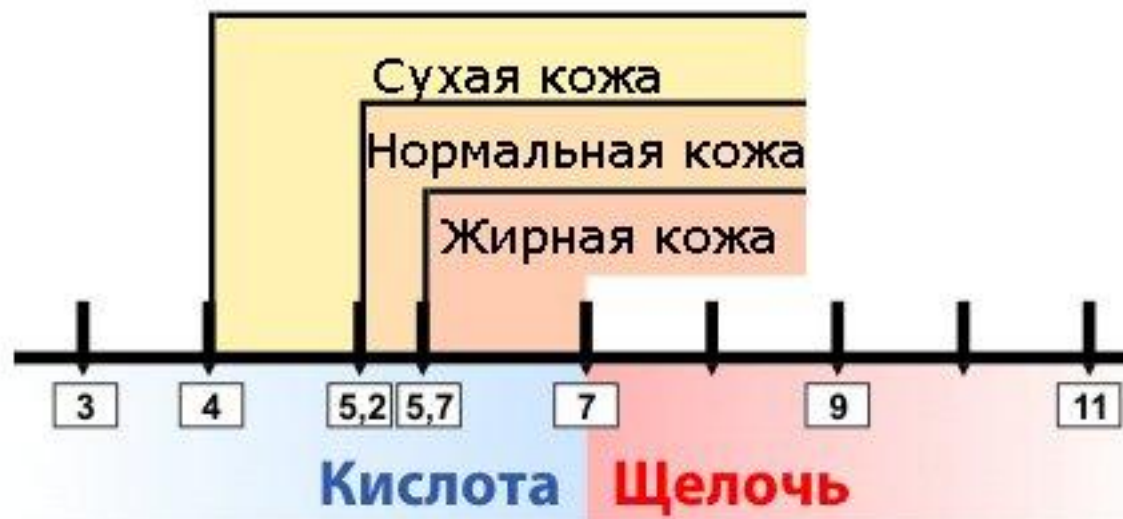 Сухая кожа
Нормальная кожа
Жирная кожа
3 4 5,2 5,7 7 9 11
Кислота Щелочь